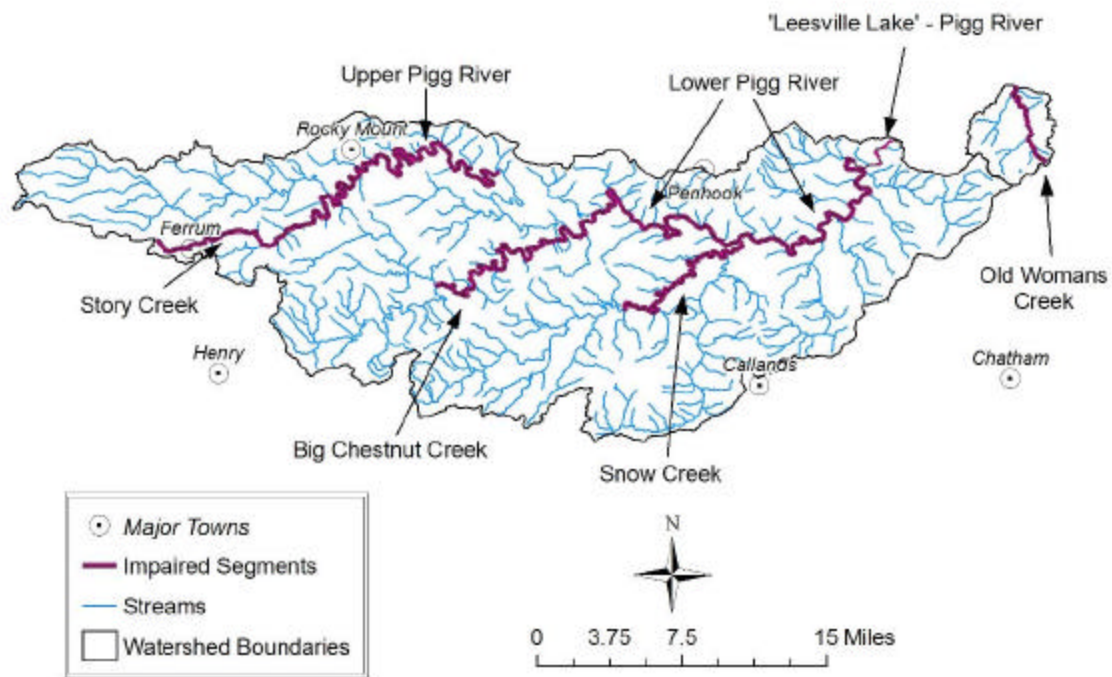 'Leesville Lake' - Pigg River
Upper Pigg River
Lower Pigg River
Rocky Mount
Penhook
Ferrum
Story Creek
Old Womans
Creek
Henry
Callands
Chatham
Big Chestnut Creek
Snow Creek
Major Towns
Impaired Segments
Streams
Watershed Boundaries
N
0 3.75 7.5 15 Miles